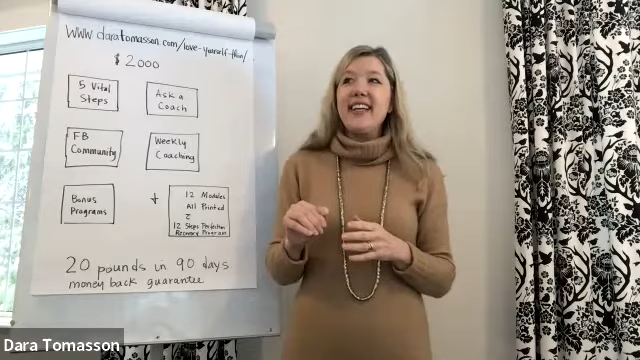 www.daratomasson.com/love-yourself-thin/
$2000
5 Vital
Steps
Ask a
Coach
FB
Community
Weekly
Coaching
Bonus
Programs
12 Modules
All Printed
12 Steps Perfection
Recovery Program
20 pounds in 90 days
money back guarantee
Dara Tomasson